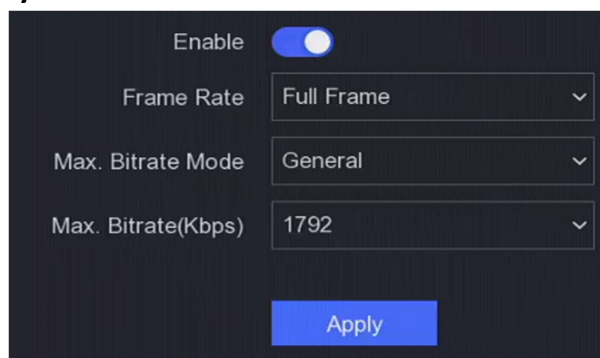 Enable
Frame Rate Full Frame
Max. Bitrate Mode General
Max. Bitrate(Kbps) 1792
Apply